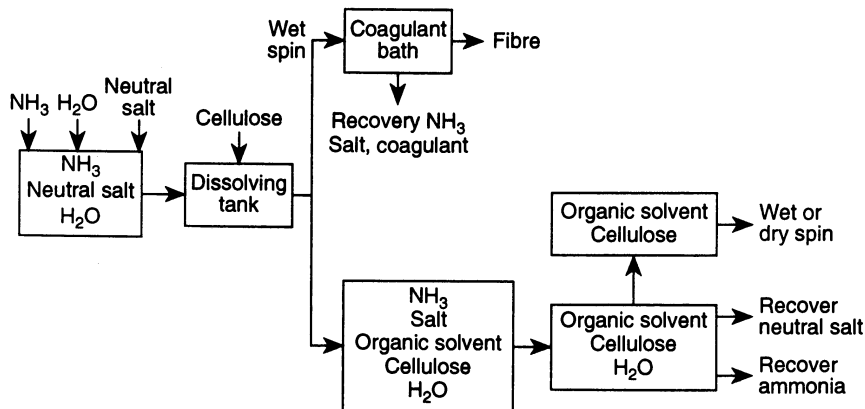 Wet
spin
Coagulant
bath
Fibre
Recovery NH₃
Salt, coagulant
NH₃
H₂O
Neutral
salt
NH₃
Neutral salt
H₂O
Cellulose
Dissolving
tank
NH₃
Salt
Organic solvent
Cellulose
H₂O
Organic solvent
Cellulose
Wet or
dry spin
Organic solvent
Cellulose
H₂O
Recover
neutral salt
Recover
ammonia